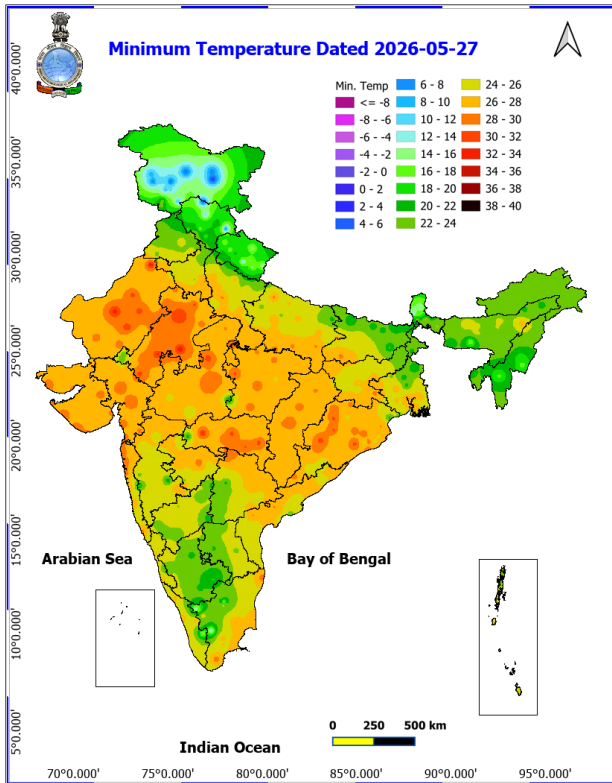 Minimum Temperature Dated 2026-05-27
Min. Temp
<= -8
-8 - -6
-6 - -4
-4 - -2
-2 - 0
0 - 2
2 - 4
4 - 6
6 - 8
8 - 10
10 - 12
12 - 14
14 - 16
16 - 18
18 - 20
20 - 22
22 - 24
24 - 26
26 - 28
28 - 30
30 - 32
32 - 34
34 - 36
36 - 38
38 - 40
40°0.000'
35°0.000'
30°0.000'
25°0.000'
20°0.000'
15°0.000'
10°0.000'
5°0.000'
Arabian Sea
Bay of Bengal
Indian Ocean
0 250 500 km
70°0.000' 75°0.000' 80°0.000' 85°0.000' 90°0.000' 95°0.000'